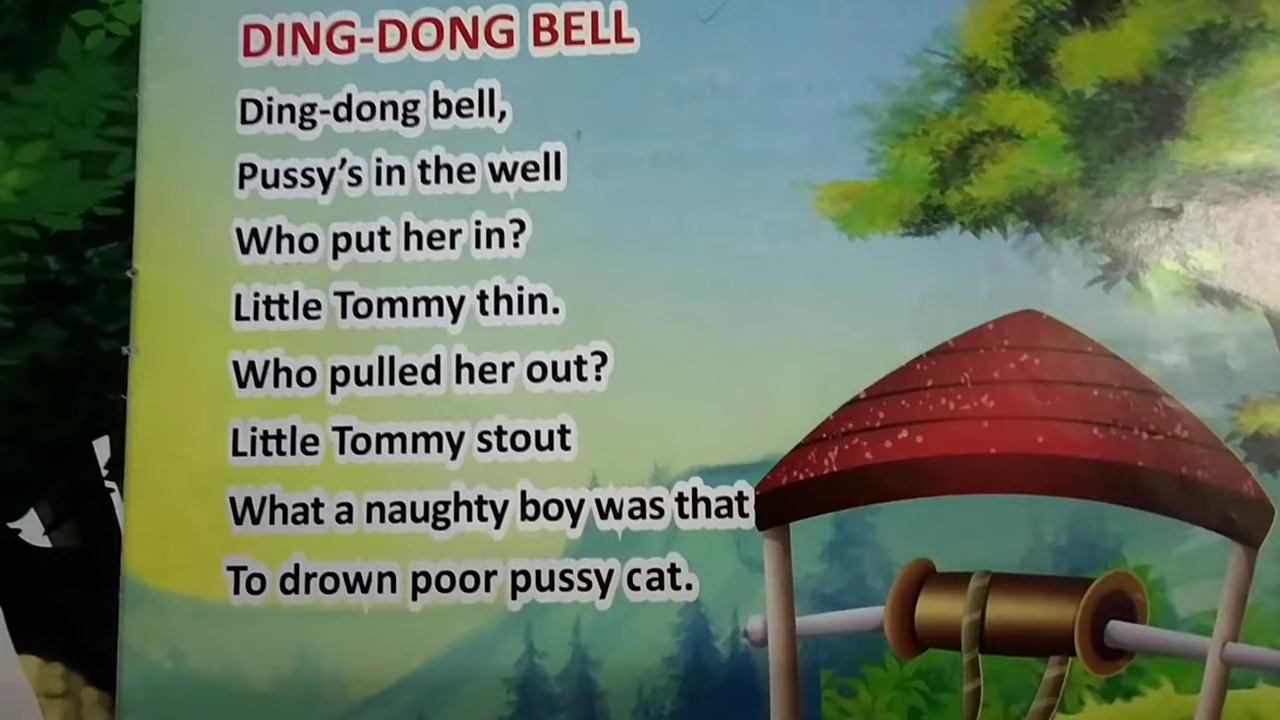 DING-DONG BELL
Ding-dong bell,
Pussy's in the well
Who put her in?
Little Tommy thin.
Who pulled her out?
Little Tommy stout
What a naughty boy was that
To drown poor pussy cat.